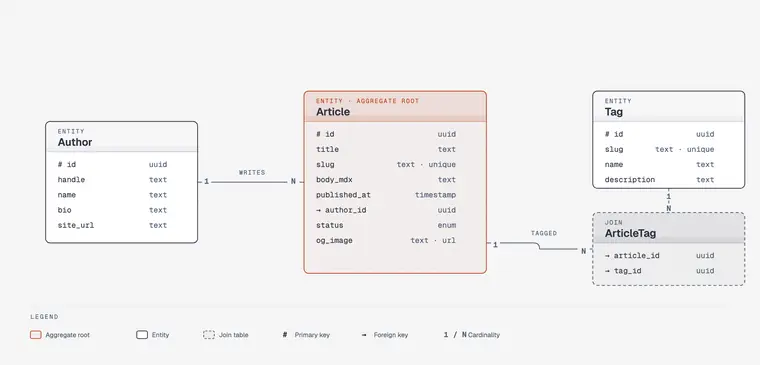 ENTITY
Author
# id uuid
handle text
name text
bio text
site_url text
1 WRITES N
ENTITY · AGGREGATE ROOT
Article
# id uuid
title text
slug text · unique
body_mdx text
published_at timestamp
→ author_id uuid
status enum
og_image text · url
1 TAGGED N
ENTITY
Tag
# id uuid
slug text · unique
name text
description text
1
N
JOIN
ArticleTag
→ article_id uuid
→ tag_id uuid
LEGEND
Aggregate root
Entity
Join table
# Primary key
→ Foreign key
1 / N Cardinality